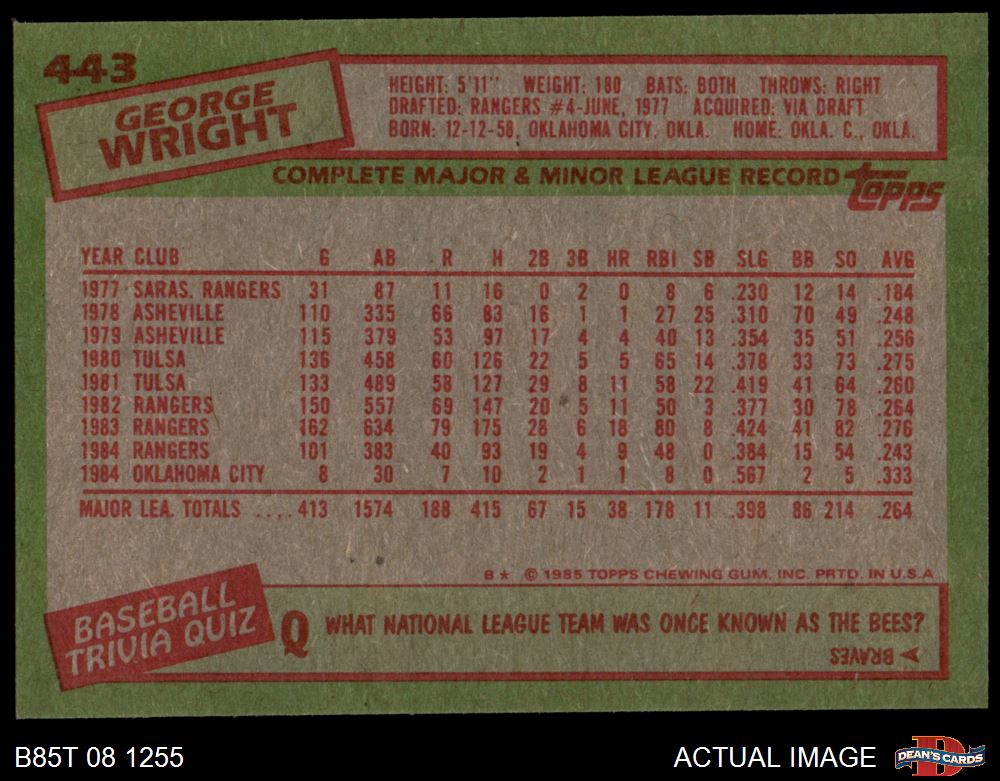 443
GEORGE
WRIGHT
HEIGHT: 5'11" WEIGHT: 180 BATS: BOTH THROWS: RIGHT
DRAFTED: RANGERS #4-JUNE, 1977 ACQUIRED: VIA DRAFT
BORN: 12-12-58, OKLAHOMA CITY, OKLA. HOME: OKLA. C., OKLA.
COMPLETE MAJOR & MINOR LEAGUE RECORD topps
YEAR CLUB G AB R H 2B 3B HR RBI SB SLG BB SO AVG
1977 SARAS. RANGERS 31 87 11 16 0 2 0 8 6 .230 12 14 .184
1978 ASHEVILLE 110 335 66 83 16 1 1 27 25 .310 70 49 .248
1979 ASHEVILLE 115 379 53 97 17 4 4 40 13 .354 35 51 .256
1980 TULSA 136 458 60 126 22 5 5 65 14 .378 33 73 .275
1981 TULSA 133 489 58 127 29 8 11 58 22 .419 41 64 .260
1982 RANGERS 150 557 69 147 20 5 11 50 3 .377 30 78 .264
1983 RANGERS 162 634 79 175 28 6 18 80 8 .424 41 82 .276
1984 RANGERS 101 383 40 93 19 4 9 48 0 .384 15 54 .243
1984 OKLAHOMA CITY 8 30 7 10 2 1 1 8 0 .567 2 5 .333
MAJOR LEA. TOTALS .... 413 1574 188 415 67 15 38 178 11 .398 86 214 .264
B★ © 1985 TOPPS CHEWING GUM, INC. PRTD. IN U.S.A.
BASEBALL
TRIVIA QUIZ
Q WHAT NATIONAL LEAGUE TEAM WAS ONCE KNOWN AS THE BEES?
BRAVES
B85T 08 1255 ACTUAL IMAGE D DEAN'S CARDS